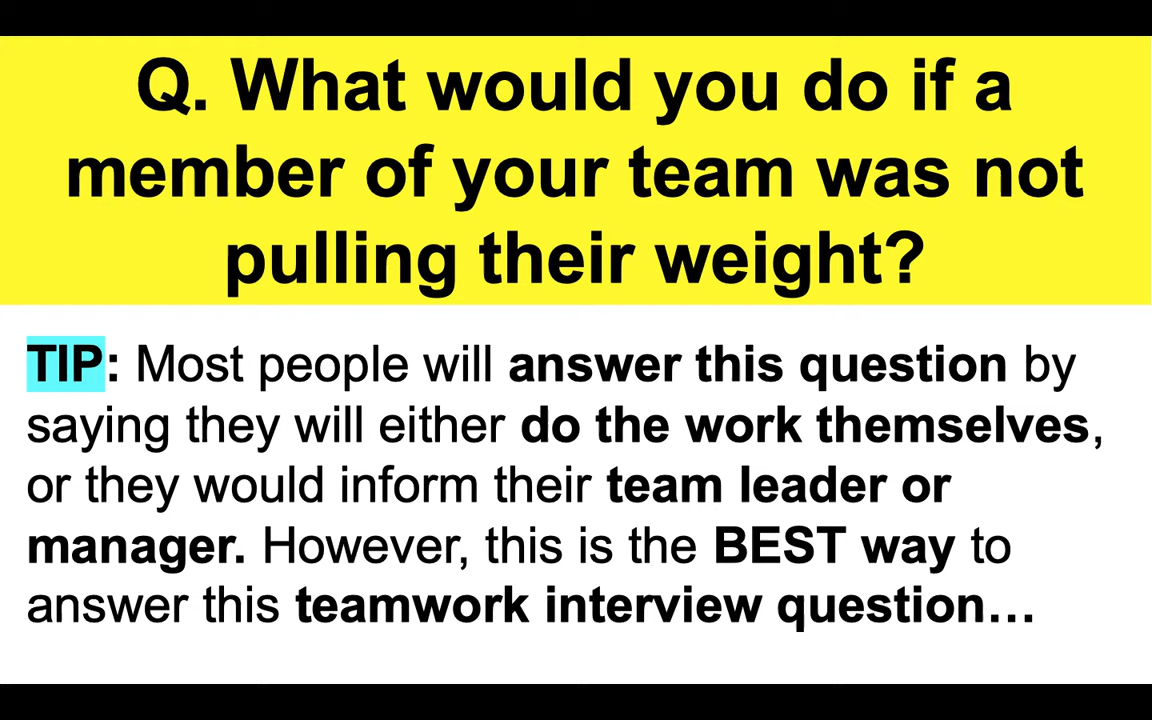 Q. What would you do if a
member of your team was not
pulling their weight?
TIP: Most people will answer this question by
saying they will either do the work themselves,
or they would inform their team leader or
manager. However, this is the BEST way to
answer this teamwork interview question…